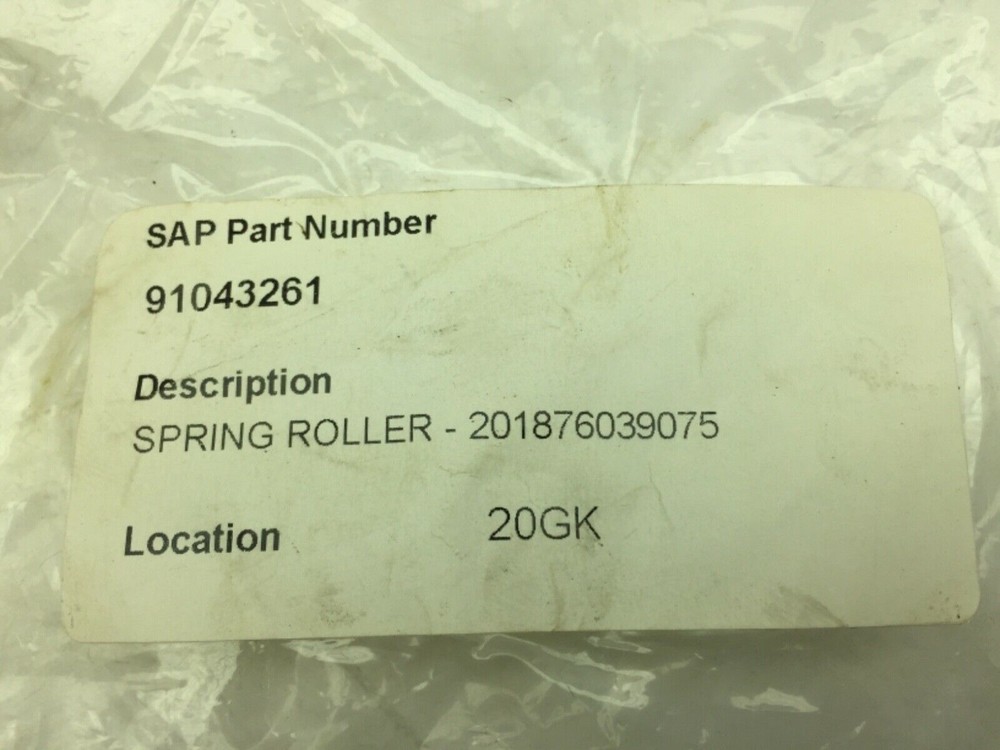 SAP Part Number
91043261
Description
SPRING ROLLER - 201876039075
Location 20GK